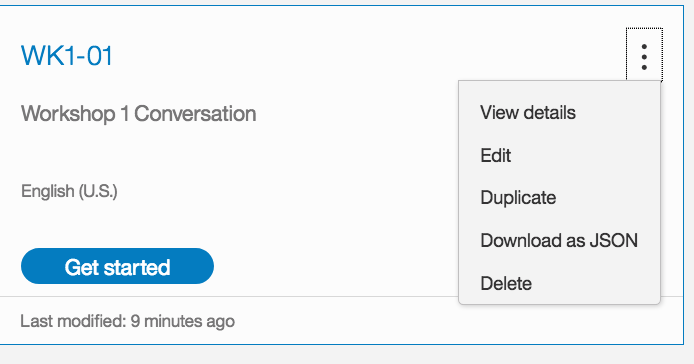 WK1-01
Workshop 1 Conversation
English (U.S.)
Get started
Last modified: 9 minutes ago
View details
Edit
Duplicate
Download as JSON
Delete